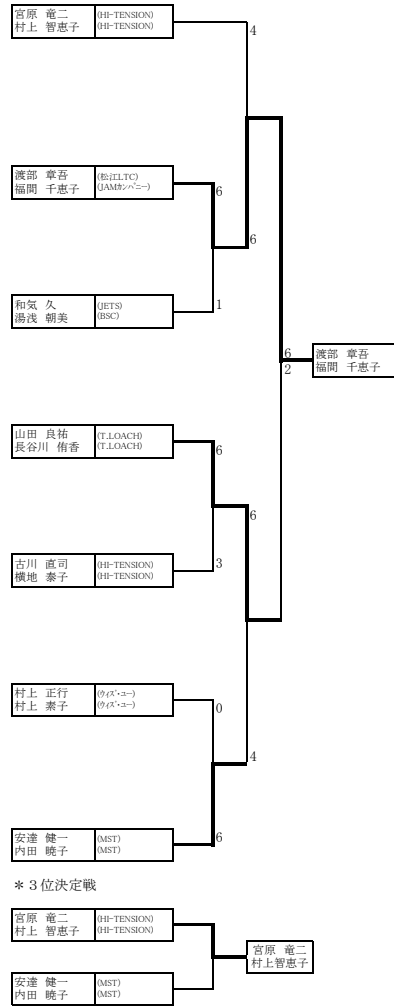 宮原 竜二 (HI-TENSION)
村上 智恵子 (HI-TENSION)
4
渡部 章吾 (松江LTC)
福間 千恵子 (JAMｶﾝﾊﾟﾆｰ)
6
6
和気 久 (JETS)
湯浅 朝美 (BSC)
1
6
2
渡部 章吾
福間 千恵子
山田 良祐 (T.LOACH)
長谷川 侑香 (T.LOACH)
6
6
古川 直司 (HI-TENSION)
横地 泰子 (HI-TENSION)
3
村上 正行 (ウィズ・ユー)
村上 素子 (ウィズ・ユー)
0
4
安達 健一 (MST)
内田 暁子 (MST)
6
＊３位決定戦
宮原 竜二 (HI-TENSION)
村上 智恵子 (HI-TENSION)
宮原 竜二
村上智恵子
安達 健一 (MST)
内田 暁子 (MST)